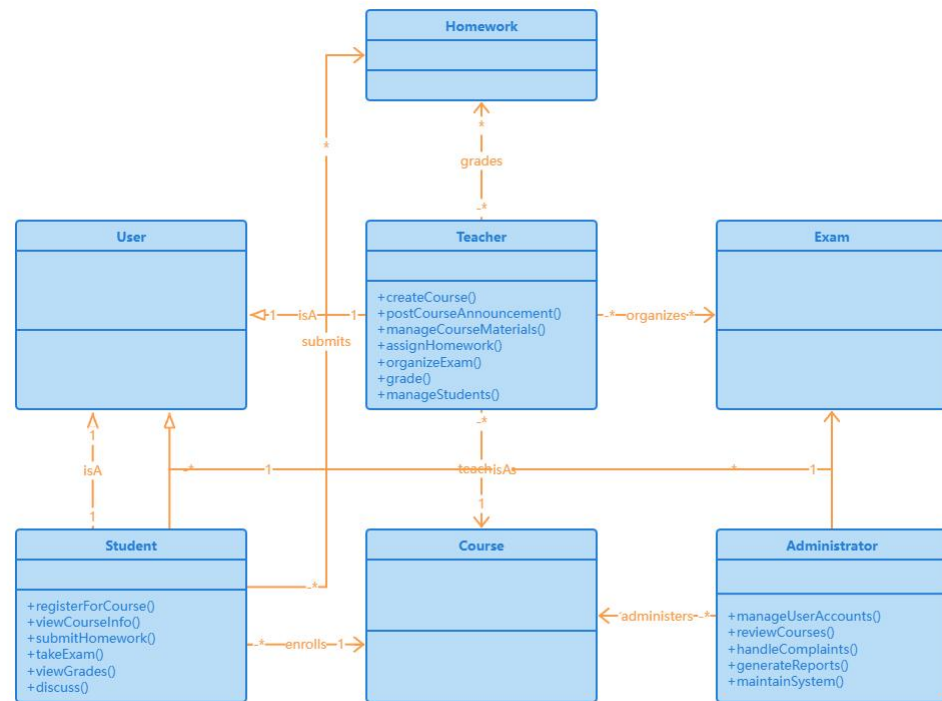 Homework
*
*
grades
-*
User
Teacher
Exam
+createCourse()
+postCourseAnnouncement()
+manageCourseMaterials()
+assignHomework()
+organizeExam()
+grade()
+manageStudents()
1
isA
1
-*
organizes
*
submits
-*
1
isA
1
-*
1
isA
*
1
1
Student
Course
Administrator
+registerForCourse()
+viewCourseInfo()
+submitHomework()
+takeExam()
+viewGrades()
+discuss()
-*
-*
enrolls
1
administers
-*
+manageUserAccounts()
+reviewCourses()
+handleComplaints()
+generateReports()
+maintainSystem()